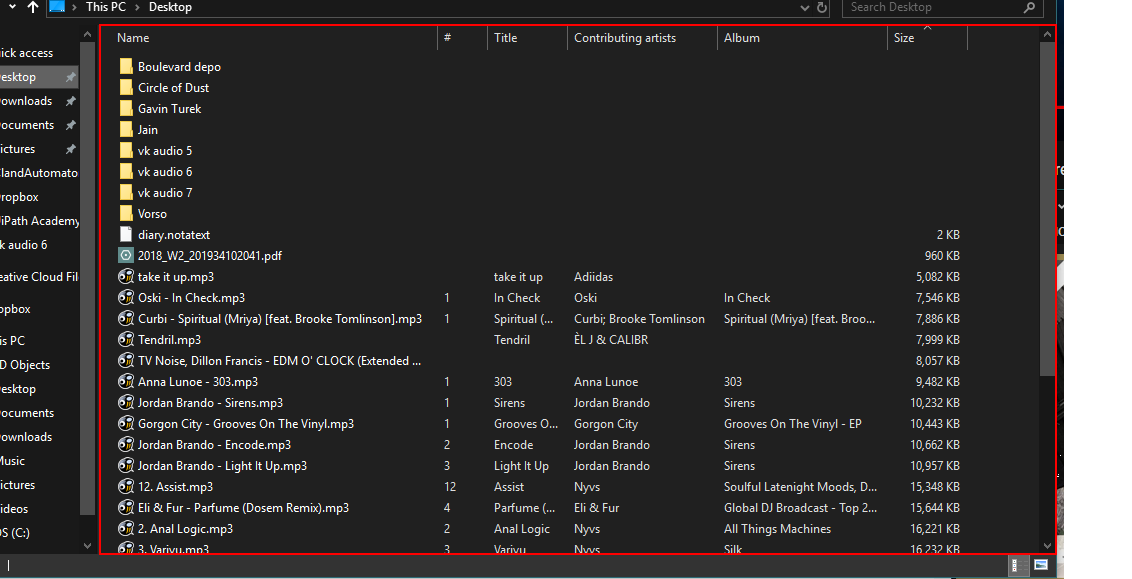 This PC > Desktop
Search Desktop
ick access
esktop
ownloads
ocuments
ictures
landAutomato
ropbox
iPath Academy
k audio 6
eative Cloud Fil
opbox
is PC
D Objects
esktop
ocuments
ownloads
Music
ictures
ideos
S (C:)
Name # Title Contributing artists Album Size
Boulevard depo
Circle of Dust
Gavin Turek
Jain
vk audio 5
vk audio 6
vk audio 7
Vorso
diary.notatext 2 KB
2018_W2_201934102041.pdf 960 KB
take it up.mp3 take it up Adiidas 5,082 KB
Oski - In Check.mp3 1 In Check Oski In Check 7,546 KB
Curbi - Spiritual (Mriya) [feat. Brooke Tomlinson].mp3 1 Spiritual (... Curbi; Brooke Tomlinson Spiritual (Mriya) [feat. Broo... 7,886 KB
Tendril.mp3 Tendril ÈL J & CALIBR 7,999 KB
TV Noise, Dillon Francis - EDM O' CLOCK (Extended ... 8,057 KB
Anna Lunoe - 303.mp3 1 303 Anna Lunoe 303 9,482 KB
Jordan Brando - Sirens.mp3 1 Sirens Jordan Brando Sirens 10,232 KB
Gorgon City - Grooves On The Vinyl.mp3 1 Grooves O... Gorgon City Grooves On The Vinyl - EP 10,443 KB
Jordan Brando - Encode.mp3 2 Encode Jordan Brando Sirens 10,662 KB
Jordan Brando - Light It Up.mp3 3 Light It Up Jordan Brando Sirens 10,957 KB
12. Assist.mp3 12 Assist Nyvs Soulful Latenight Moods, D... 15,348 KB
Eli & Fur - Parfume (Dosem Remix).mp3 4 Parfume (... Eli & Fur Global DJ Broadcast - Top 2... 15,644 KB
2. Anal Logic.mp3 2 Anal Logic Nyvs All Things Machines 16,221 KB
3. Varivu.mp3 3 Varivu Nyvs Silk 16,232 KB